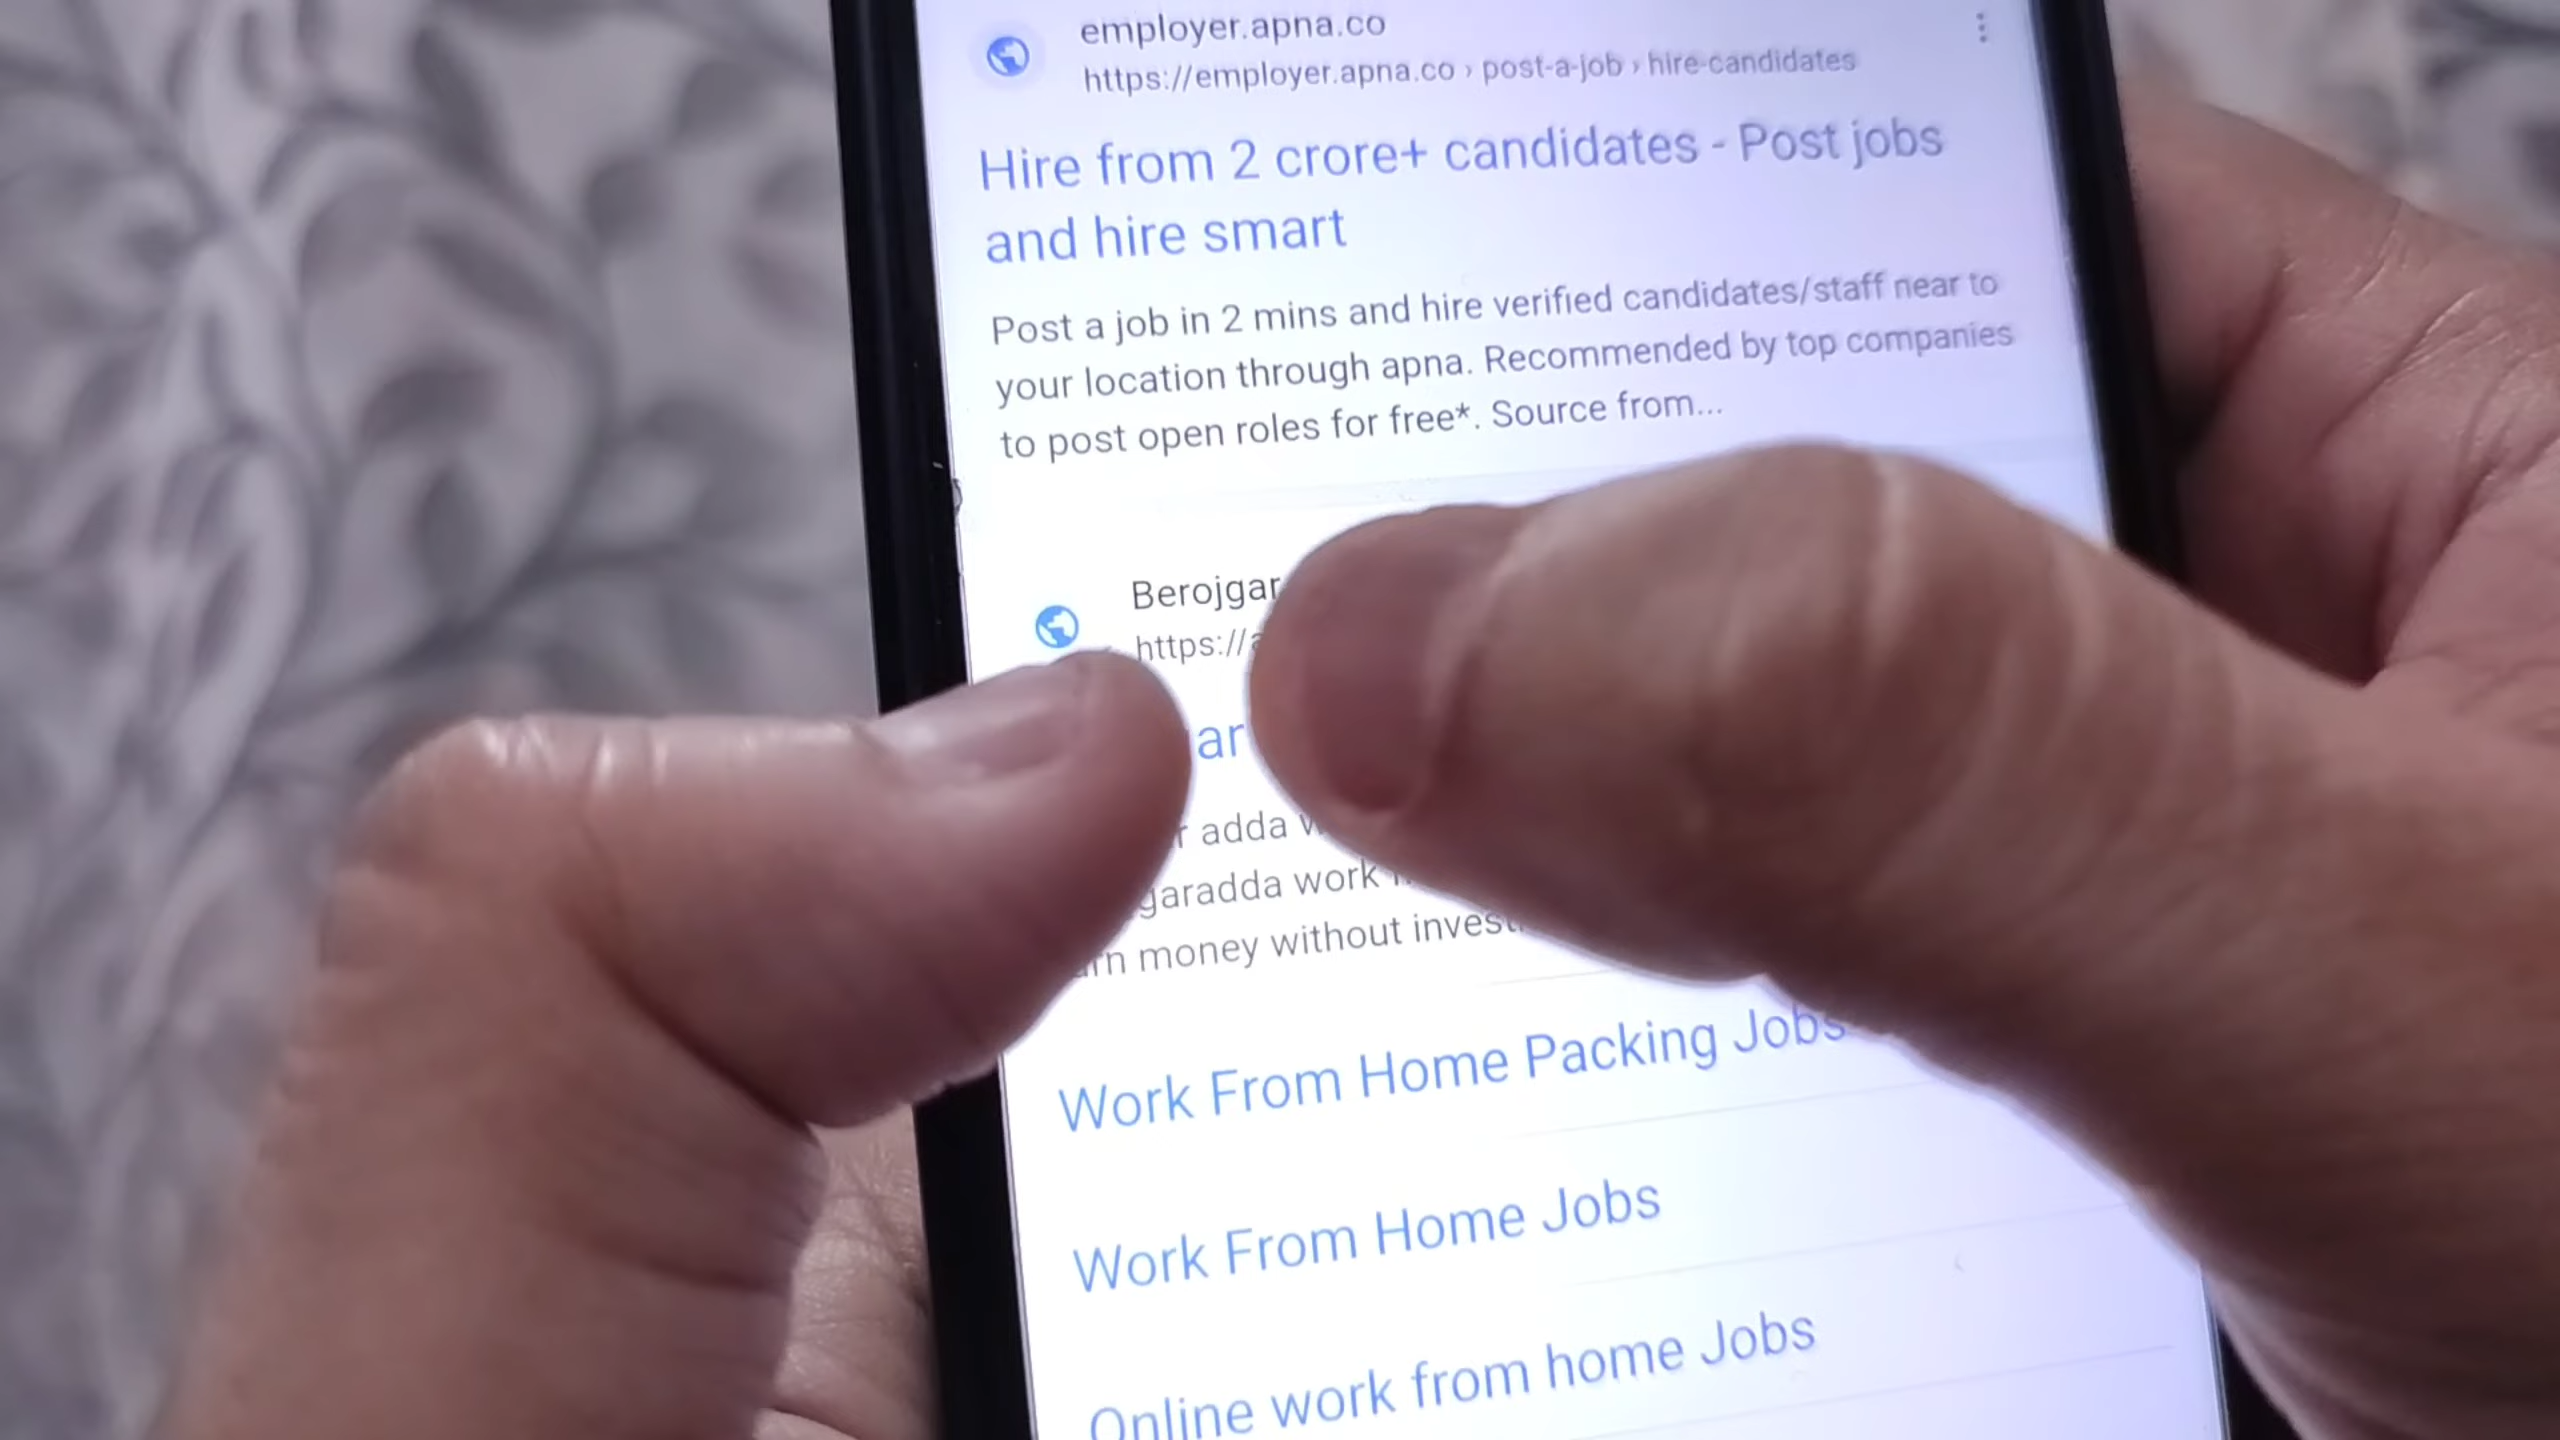 employer.apna.co
https://employer.apna.co › post-a-job › hire-candidates
Hire from 2 crore+ candidates - Post jobs
and hire smart
Post a job in 2 mins and hire verified candidates/staff near to
your location through apna. Recommended by top companies
to post open roles for free*. Source from...
Berojgar
https://
adda
work
money without
Work From Home Packing Jobs
Work From Home Jobs
Online work from home Jobs